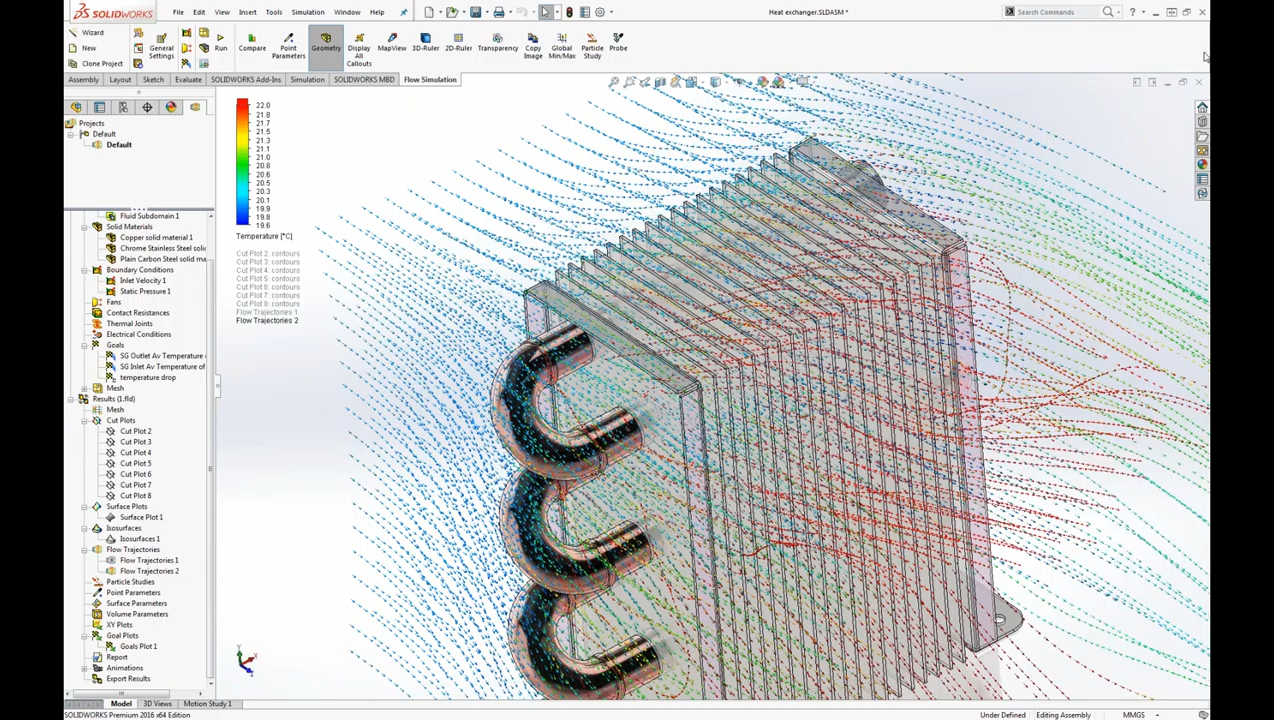 SOLIDWORKS
File
Edit
View
Insert
Tools
Simulation
Window
Help
Heat exchanger.SLDASM *
Search Commands
Wizard
New
Clone Project
General Settings
Run
Compare
Point Parameters
Geometry
Display All Callouts
MapView
3D-Ruler
2D-Ruler
Transparency
Copy Image
Global Min/Max
Particle Study
Probe
Assembly
Layout
Sketch
Evaluate
SOLIDWORKS Add-Ins
Simulation
SOLIDWORKS MBD
Flow Simulation
Projects
Default
Default
Fluid Subdomain 1
Solid Materials
Copper solid material 1
Chrome Stainless Steel solid
Plain Carbon Steel solid ma
Boundary Conditions
Inlet Velocity 1
Static Pressure 1
Fans
Contact Resistances
Thermal Joints
Electrical Conditions
Goals
SG Outlet Av Temperature
SG Inlet Av Temperature of
temperature drop
Mesh
Results (1.fld)
Mesh
Cut Plots
Cut Plot 2
Cut Plot 3
Cut Plot 4
Cut Plot 5
Cut Plot 6
Cut Plot 7
Cut Plot 8
Surface Plots
Surface Plot 1
Isosurfaces
Isosurfaces 1
Flow Trajectories
Flow Trajectories 1
Flow Trajectories 2
Particle Studies
Point Parameters
Surface Parameters
Volume Parameters
XY Plots
Goal Plots
Goals Plot 1
Report
Animations
Export Results
22.0
21.8
21.7
21.5
21.3
21.1
21.0
20.8
20.6
20.5
20.3
20.1
19.9
19.8
19.6
Temperature [°C]
Cut Plot 2: contours
Cut Plot 3: contours
Cut Plot 4: contours
Cut Plot 5: contours
Cut Plot 6: contours
Cut Plot 7: contours
Cut Plot 8: contours
Flow Trajectories 1
Flow Trajectories 2
Model
3D Views
Motion Study 1
SOLIDWORKS Premium 2016 x64 Edition
Under Defined
Editing Assembly
MMGS